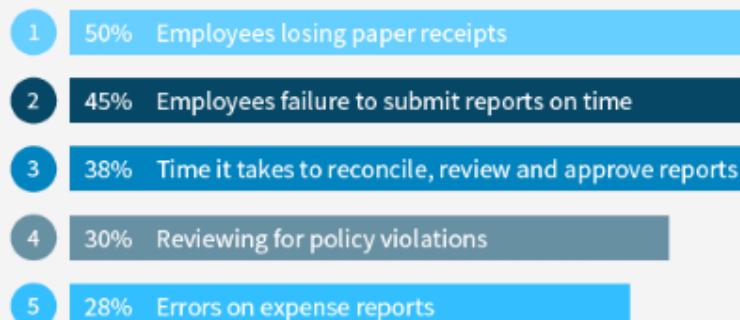 1 50% Employees losing paper receipts
2 45% Employees failure to submit reports on time
3 38% Time it takes to reconcile, review and approve reports
4 30% Reviewing for policy violations
5 28% Errors on expense reports